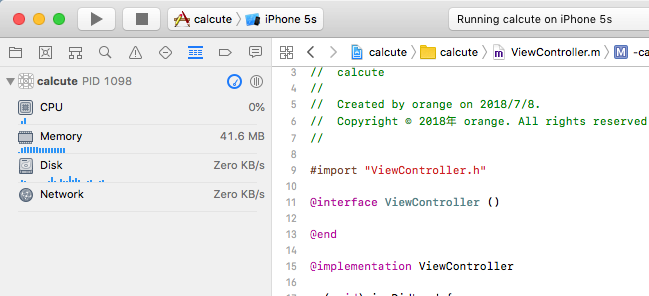 calcute iPhone 5s
Running calcute on iPhone 5s
calcute PID 1098
CPU 0%
Memory 41.6 MB
Disk Zero KB/s
Network Zero KB/s
calcute calcute m ViewController.m M -ca
3 //  calcute
4 //
5 //  Created by orange on 2018/7/8.
6 //  Copyright © 2018年 orange. All rights reserved
7 //
8
9 #import "ViewController.h"
10
11 @interface ViewController ()
12
13 @end
14
15 @implementation ViewController
16